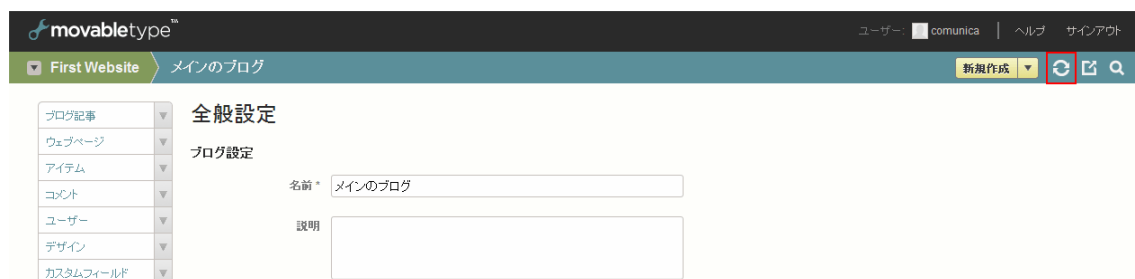 movabletype™
ユーザー: comunica | ヘルプ サインアウト
First Website メインのブログ
新規作成
ブログ記事
ウェブページ
アイテム
コメント
ユーザー
デザイン
カスタムフィールド
全般設定
ブログ設定
名前 * メインのブログ
説明